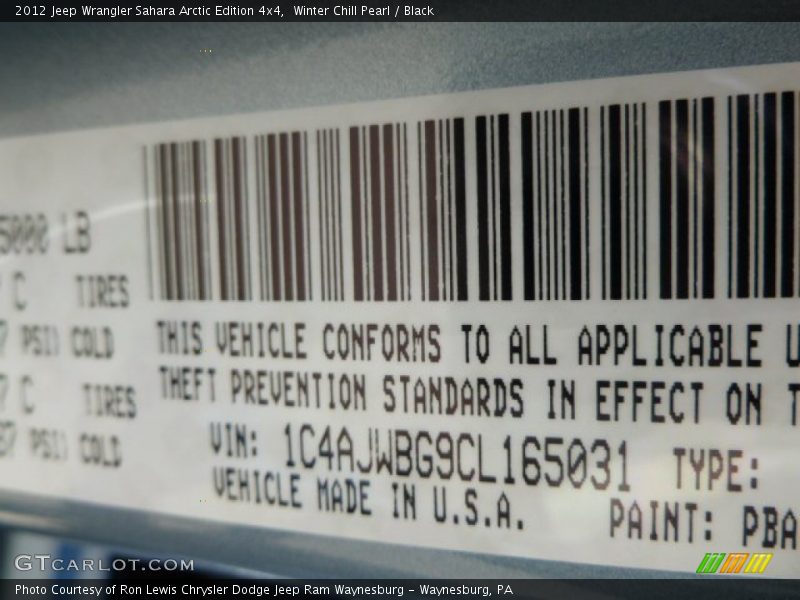 2012 Jeep Wrangler Sahara Arctic Edition 4x4,  Winter Chill Pearl / Black
5000 LB
C TIRES
PSI) COLD
C TIRES
PSI) COLD
THIS VEHICLE CONFORMS TO ALL APPLICABLE U
THEFT PREVENTION STANDARDS IN EFFECT ON T
VIN: 1C4AJWBG9CL165031 TYPE:
VEHICLE MADE IN U.S.A. PAINT: PBA
GTCARLOT.COM
Photo Courtesy of Ron Lewis Chrysler Dodge Jeep Ram Waynesburg – Waynesburg, PA